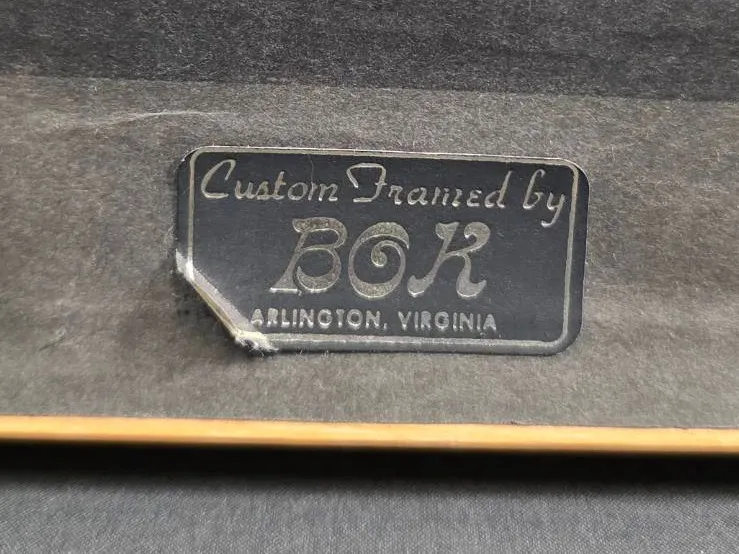 Custom Framed by
BOK
ARLINGTON, VIRGINIA